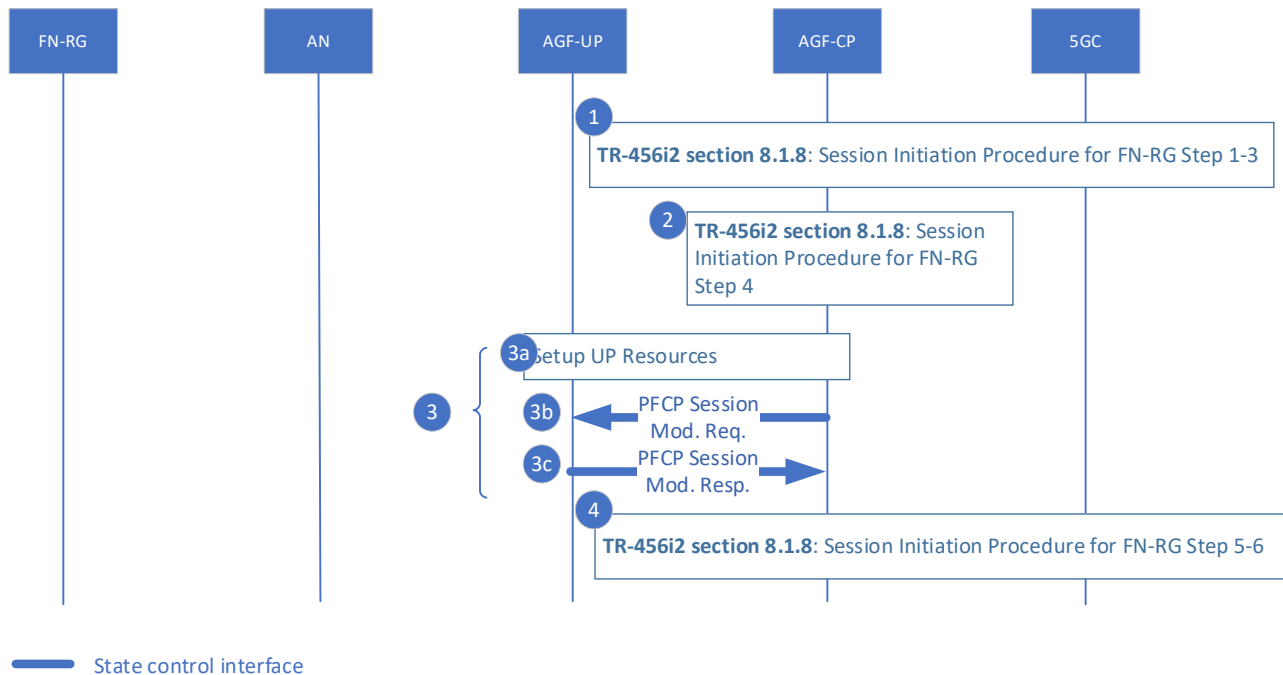 FN-RG
AN
AGF-UP
AGF-CP
5GC
1
TR-456i2 section 8.1.8: Session Initiation Procedure for FN-RG Step 1-3
2
TR-456i2 section 8.1.8: Session
Initiation Procedure for FN-RG
Step 4
3a
Setup UP Resources
3
3b
PFCP Session
Mod. Req.
3c
PFCP Session
Mod. Resp.
4
TR-456i2 section 8.1.8: Session Initiation Procedure for FN-RG Step 5-6
State control interface